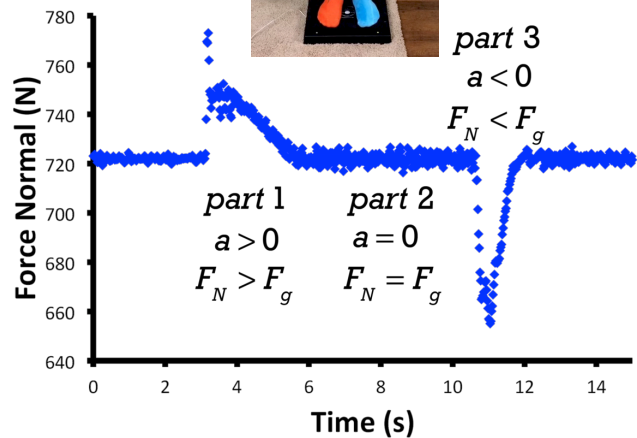 780
760
740
720
700
680
660
640
Force Normal (N)
part 3
a < 0
F_N < F_g
part 1
a > 0
F_N > F_g
part 2
a = 0
F_N = F_g
0 2 4 6 8 10 12 14
Time (s)